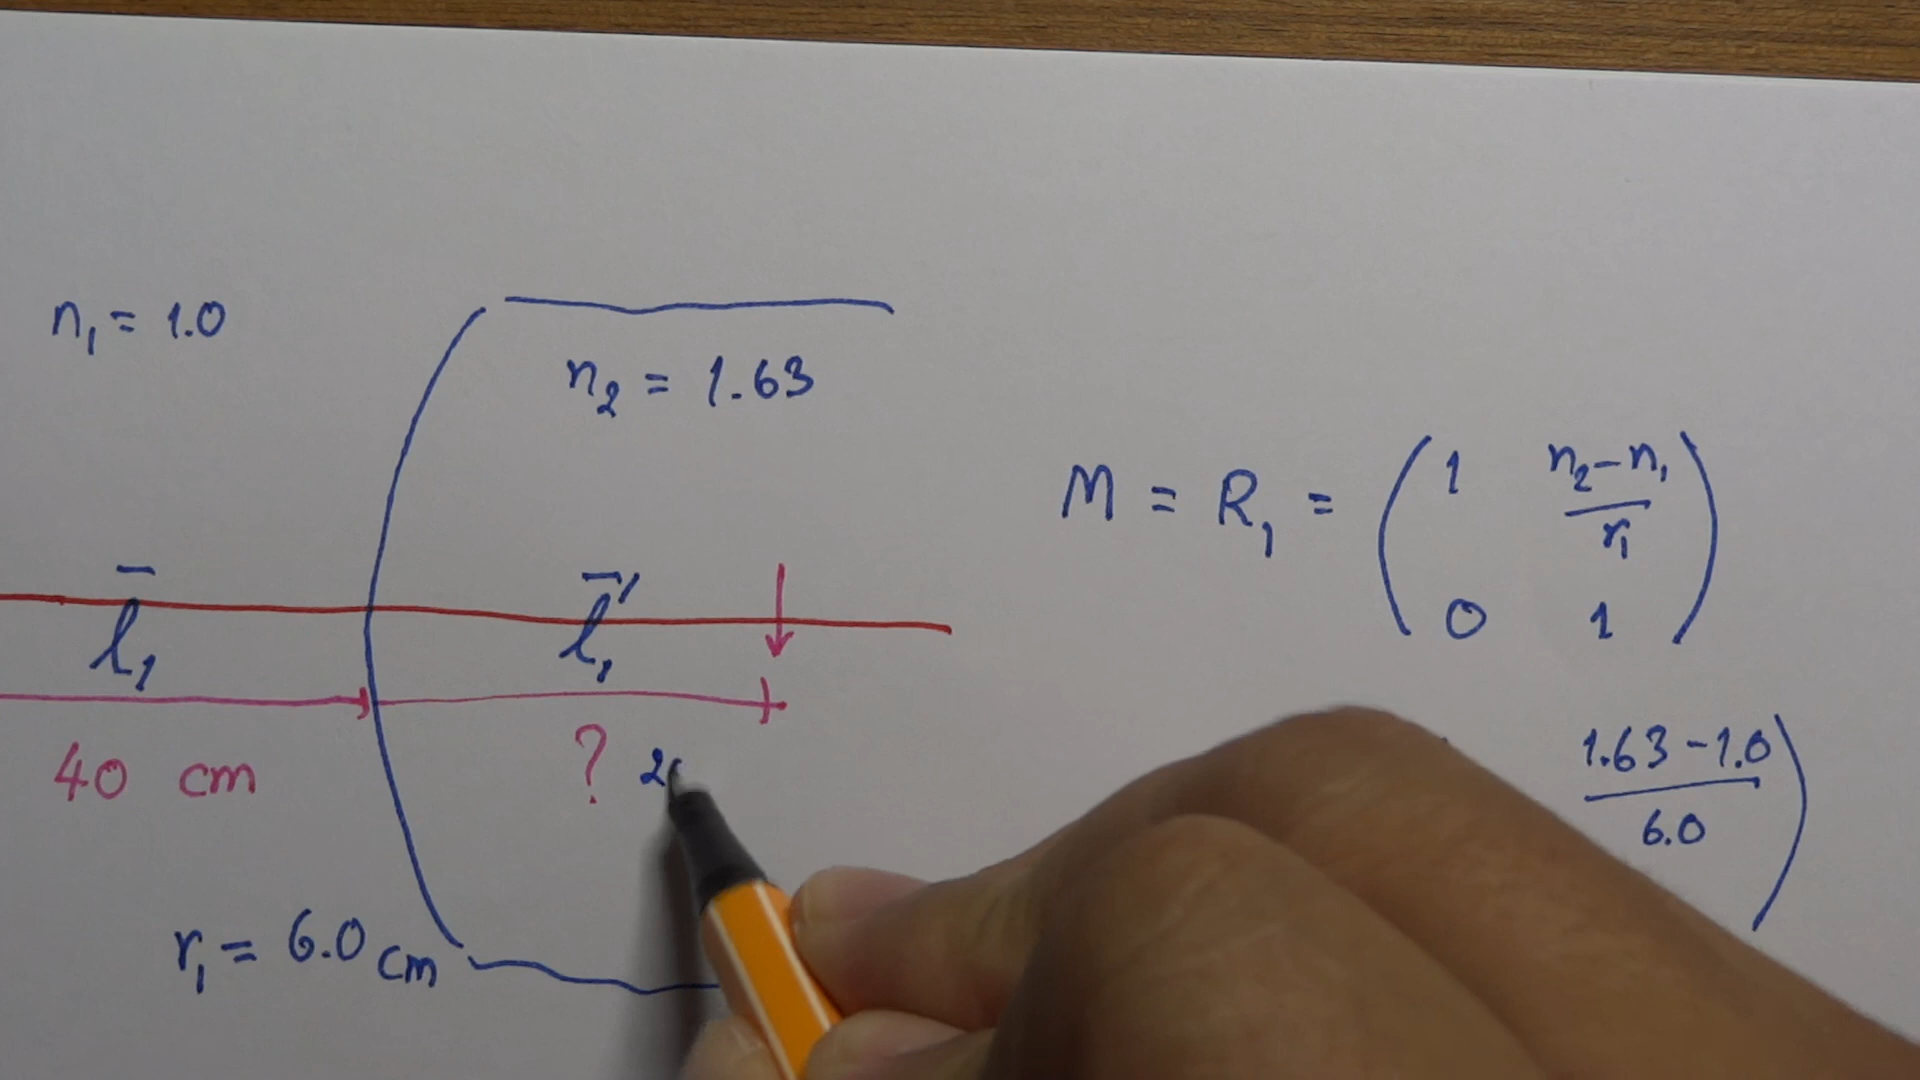 n₁ = 1.0
n₂ = 1.63
M = R₁ = ( 1 (n₂-n₁)/r₁
0 1 )
l̄₁ l̄₁′
40 cm ? 2
(1.63-1.0)/6.0 )
r₁ = 6.0 cm